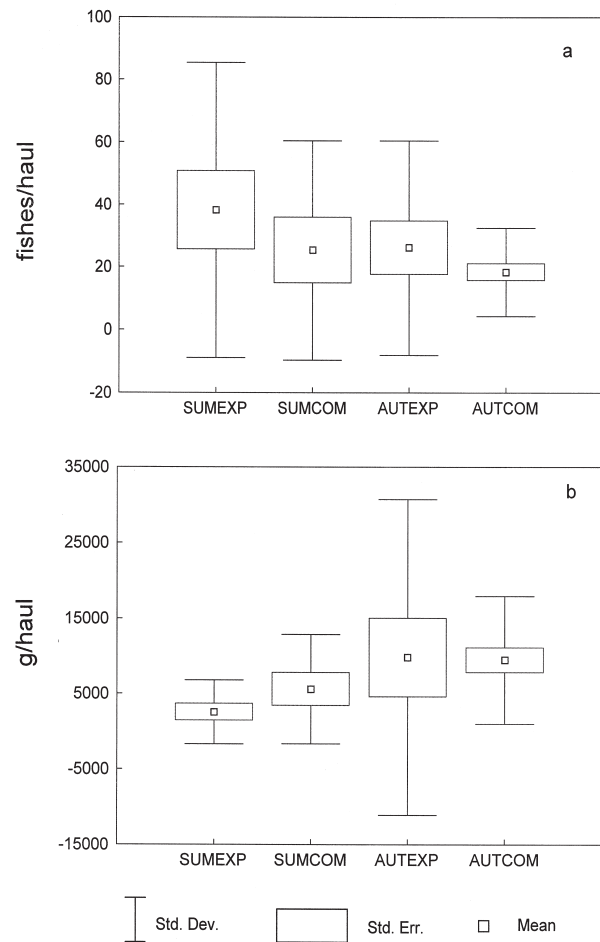 100
a
80
60
40
20
0
-20
fishes/haul
SUMEXP SUMCOM AUTEXP AUTCOM
35000
b
25000
15000
5000
-5000
-15000
g/haul
SUMEXP SUMCOM AUTEXP AUTCOM
Std. Dev. Std. Err. Mean